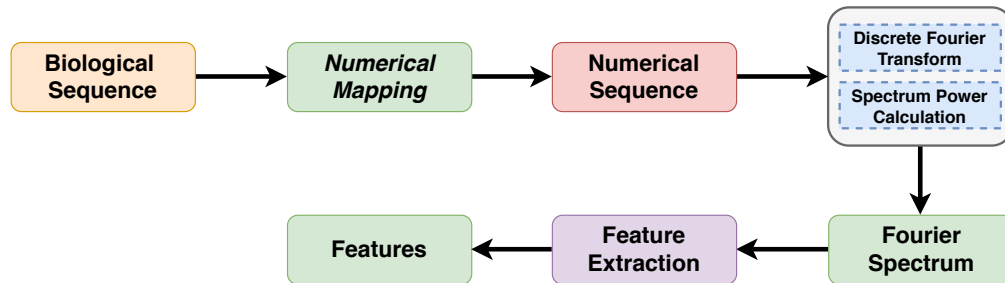 Biological
Sequence
Numerical
Mapping
Numerical
Sequence
Discrete Fourier
Transform
Spectrum Power
Calculation
Features
Feature
Extraction
Fourier
Spectrum